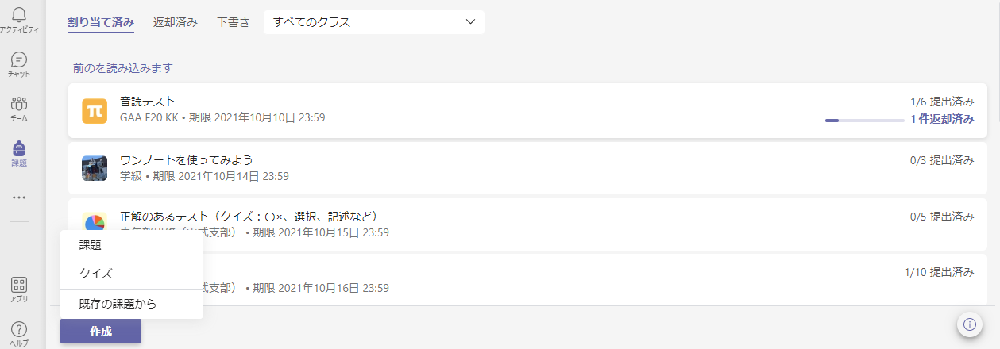 アクティビティ
チャット
チーム
課題
アプリ
ヘルプ
割り当て済み 返却済み 下書き すべてのクラス
前のを読み込みます
音読テスト
GAA F20 KK • 期限 2021年10月10日 23:59
1/6 提出済み
1 件返却済み
ワンノートを使ってみよう
学級 • 期限 2021年10月14日 23:59
0/3 提出済み
正解のあるテスト（クイズ：〇×、選択、記述など）
支部） • 期限 2021年10月15日 23:59
0/5 提出済み
支部） • 期限 2021年10月16日 23:59
1/10 提出済み
課題
クイズ
既存の課題から
作成